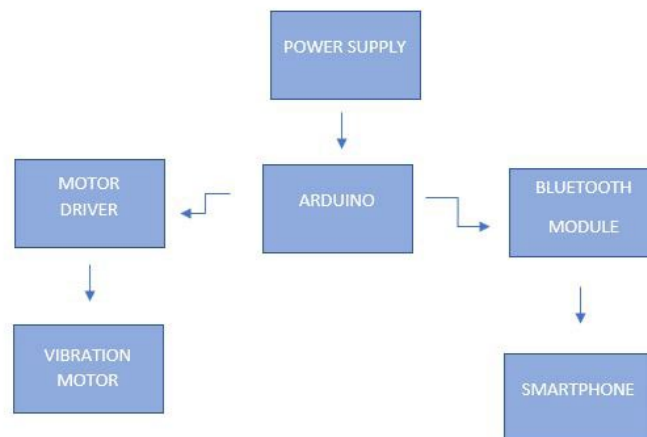 POWER SUPPLY
MOTOR
DRIVER
ARDUINO
BLUETOOTH
MODULE
VIBRATION
MOTOR
SMARTPHONE